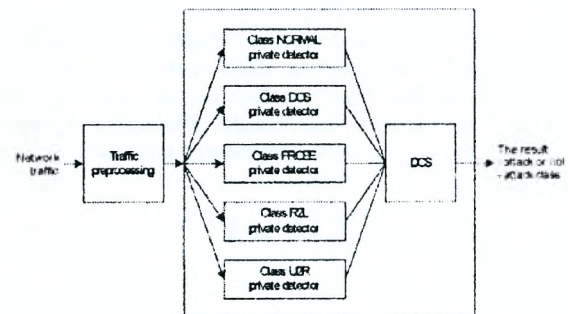 Class NORMAL
private detector
Class DOS
private detector
Network
traffic
Traffic
preprocessing
Class PROBE
private detector
DCS
The result
- attack or not
- attack class
Class R2L
private detector
Class U2R
private detector